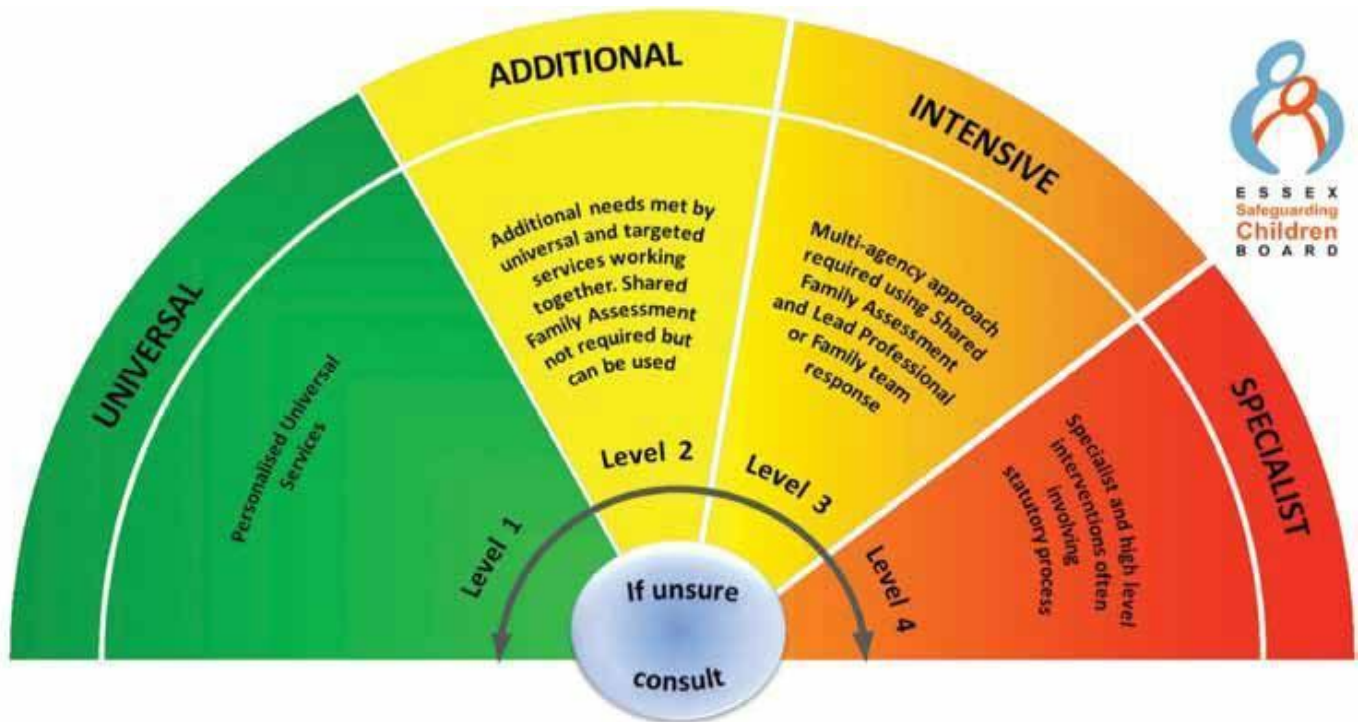 UNIVERSAL
Personalised Universal
Services
Level 1
ADDITIONAL
Additional needs met by
universal and targeted
services working
together. Shared
Family Assessment
not required but
can be used
Level 2
INTENSIVE
Multi-agency approach
required using Shared
Family Assessment
and Lead Professional
or Family team
response
Level 3
SPECIALIST
Specialist and high level
interventions often
involving
statutory process
Level 4
If unsure
consult
ESSEX
Safeguarding
Children
BOARD